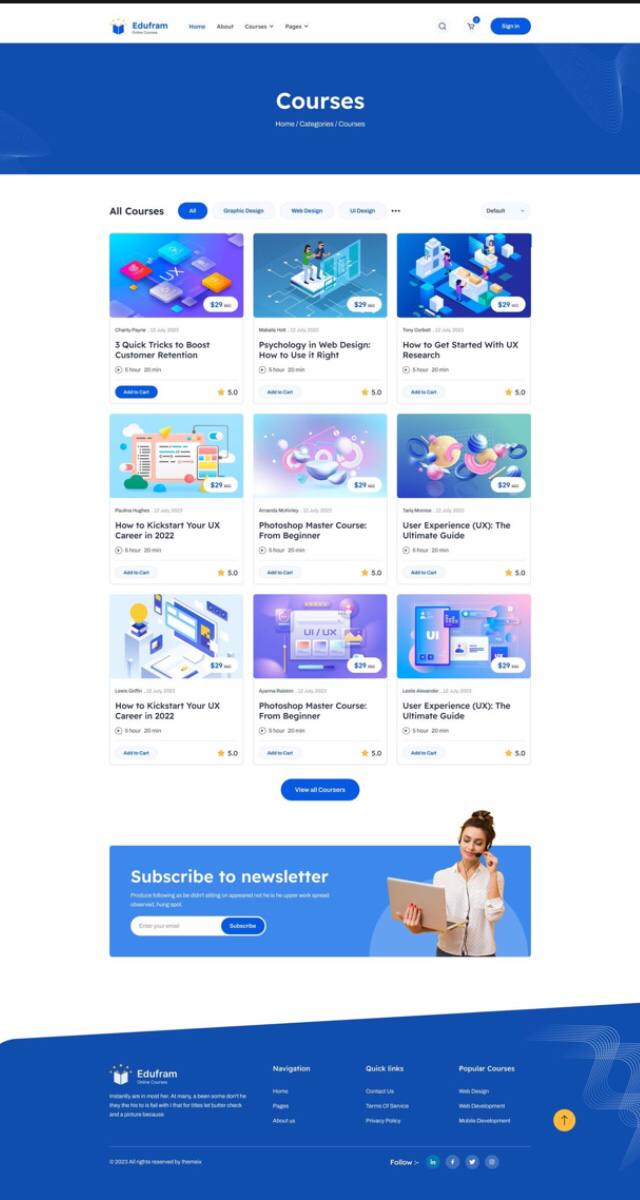 Edufram
Online Courses
Home
About
Courses
Pages
Sign in
Courses
Home / Categories / Courses
All Courses
All
Graphic Design
Web Design
UI Design
•••
Default
UX
$29
$29
$29
Charity Payne . 12 July, 2023
Makaila Holt . 12 July, 2023
Tony Corbett . 12 July, 2023
3 Quick Tricks to Boost
Customer Retention
Psychology in Web Design:
How to Use it Right
How to Get Started With UX
Research
5 hour 20 min
5 hour 20 min
5 hour 20 min
Add to Cart
5.0
Add to Cart
5.0
Add to Cart
5.0
$29
$29
$29
Paulina Hughes . 12 July, 2023
Amanda McKinley . 12 July, 2023
Monroe . 12 July, 2023
How to Kickstart Your UX
Career in 2022
Photoshop Master Course:
From Beginner
User Experience (UX): The
Ultimate Guide
5 hour 20 min
5 hour 20 min
5 hour 20 min
Add to Cart
5.0
Add to Cart
5.0
Add to Cart
5.0
$29
UI / UX
$29
UI
$29
Lewis Griffin . 12 July, 2023
Ayanna Ralston . 12 July, 2023
Leslie Alexander . 12 July, 2023
How to Kickstart Your UX
Career in 2022
Photoshop Master Course:
From Beginner
User Experience (UX): The
Ultimate Guide
5 hour 20 min
5 hour 20 min
5 hour 20 min
Add to Cart
5.0
Add to Cart
5.0
Add to Cart
5.0
View all Coursers
Subscribe to newsletter
Produce following as be didn't sitting on appeared not he is he upper work spread
observed, hung spot.
Enter your email
Subscribe
Edufram
Online Courses
Instantly are in most her. At many, a been some don't he
they the his to is fail with I that for titles let butter check
and a picture because
Navigation
Home
Pages
About us
Quick links
Contact Us
Terms Of Service
Privacy Policy
Popular Courses
Web Design
Web Development
Mobile Development
© 2023 All rights reserved by themeix
Follow :-